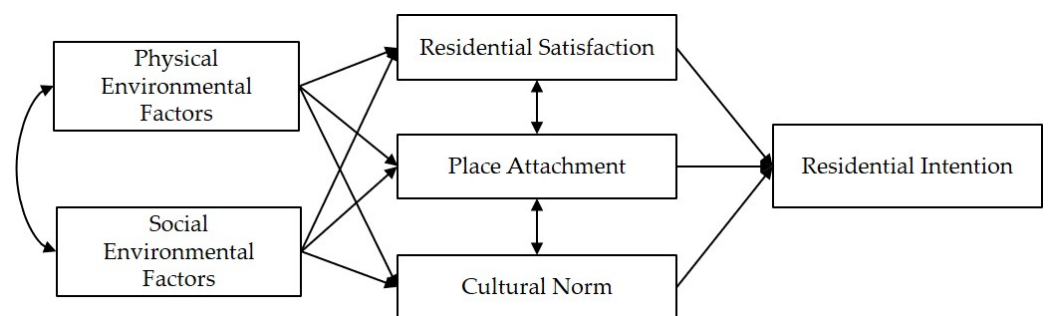 Physical
Environmental
Factors
Social
Environmental
Factors
Residential Satisfaction
Place Attachment
Cultural Norm
Residential Intention